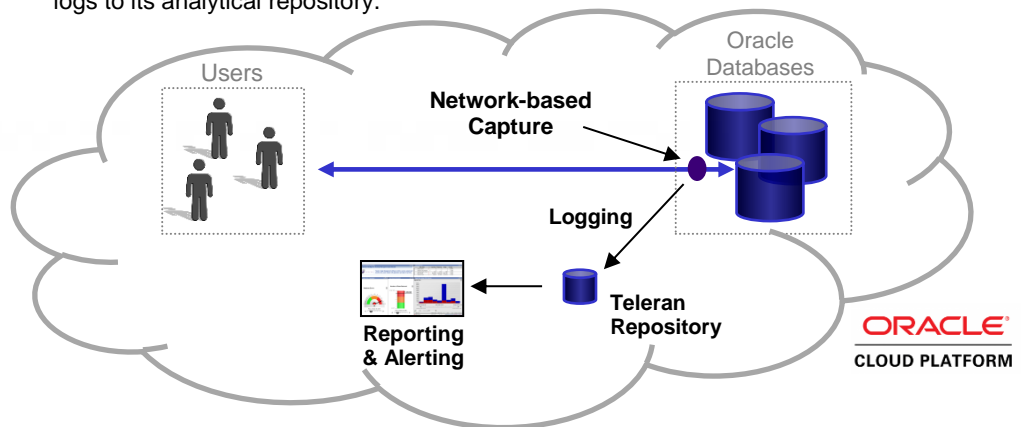 logs to its analytical repository.
Oracle
Databases
Users
Network-based
Capture
Logging
Teleran
Repository
Reporting
& Alerting
ORACLE®
CLOUD PLATFORM